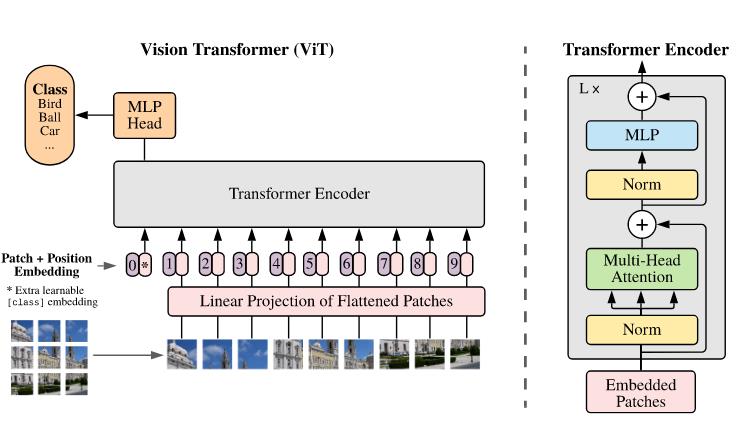 Vision Transformer (ViT)
Class
Bird
Ball
Car
...
MLP
Head
Transformer Encoder
Patch + Position
Embedding
* Extra learnable
[class] embedding
0 * 1 2 3 4 5 6 7 8 9
Linear Projection of Flattened Patches
Transformer Encoder
L x
+
MLP
Norm
+
Multi-Head
Attention
Norm
Embedded
Patches